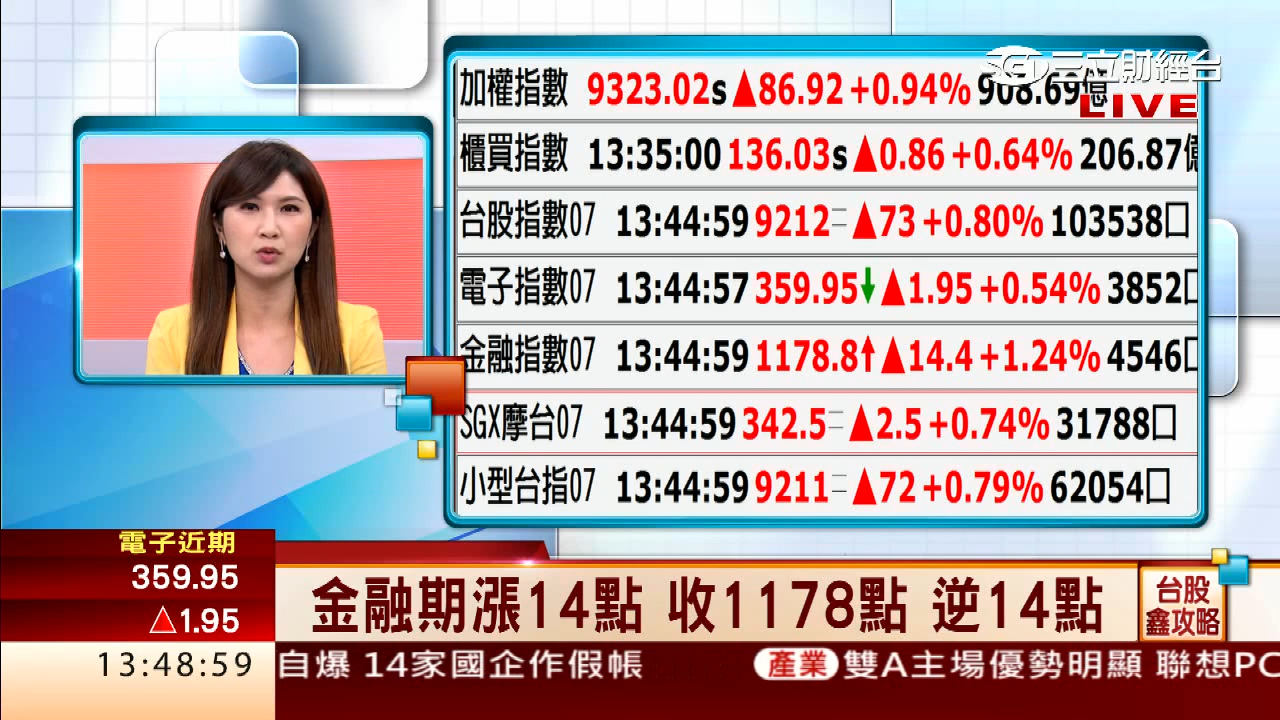 SET 三立財經台
LIVE
加權指數 9323.02s▲86.92 +0.94% 908.69億
櫃買指數 13:35:00 136.03s▲0.86 +0.64% 206.87億
台股指數07 13:44:59 9212=▲73 +0.80% 103538口
電子指數07 13:44:57 359.95↓▲1.95 +0.54% 3852口
金融指數07 13:44:59 1178.8↑▲14.4 +1.24% 4546口
SGX摩台07 13:44:59 342.5=▲2.5 +0.74% 31788口
小型台指07 13:44:59 9211=▲72 +0.79% 62054口
電子近期
359.95
△1.95
13:48:59
金融期漲14點 收1178點 逆14點
台股
鑫攻略
自爆 14家國企作假帳 產業 雙A主場優勢明顯 聯想PC